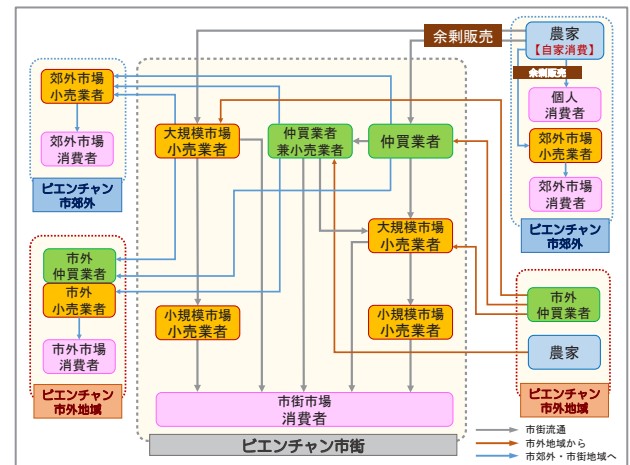 余剰販売
農家
【自家消費】
余剰販売
個人
消費者
郊外市場
小売業者
郊外市場
消費者
ビエンチャン
市郊外
郊外市場
小売業者
郊外市場
消費者
ビエンチャン
市郊外
大規模市場
小売業者
仲買業者
兼小売業者
仲買業者
大規模市場
小売業者
小規模市場
小売業者
小規模市場
小売業者
市街市場
消費者
ビエンチャン市街
市外
仲買業者
市外
小売業者
市外市場
消費者
ビエンチャン
市外地域
市外
仲買業者
農家
ビエンチャン
市外地域
市街流通
市外地域から
市郊外・市街地域へ